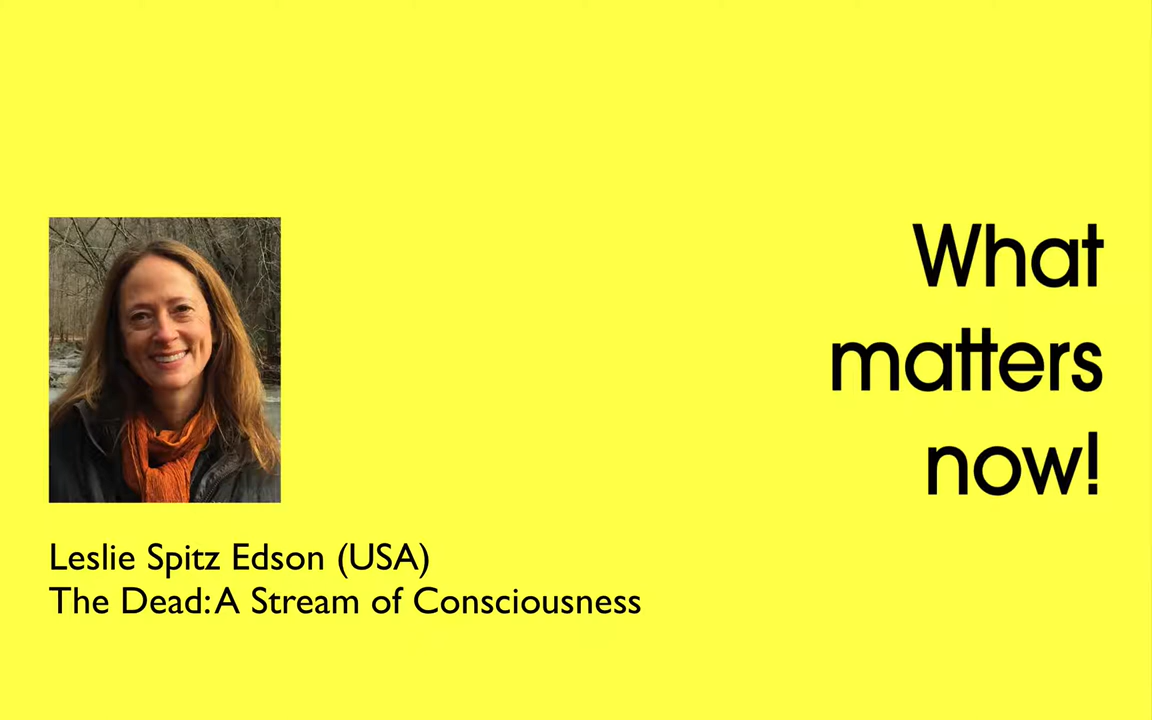 What
matters
now!
Leslie Spitz Edson (USA)
The Dead: A Stream of Consciousness